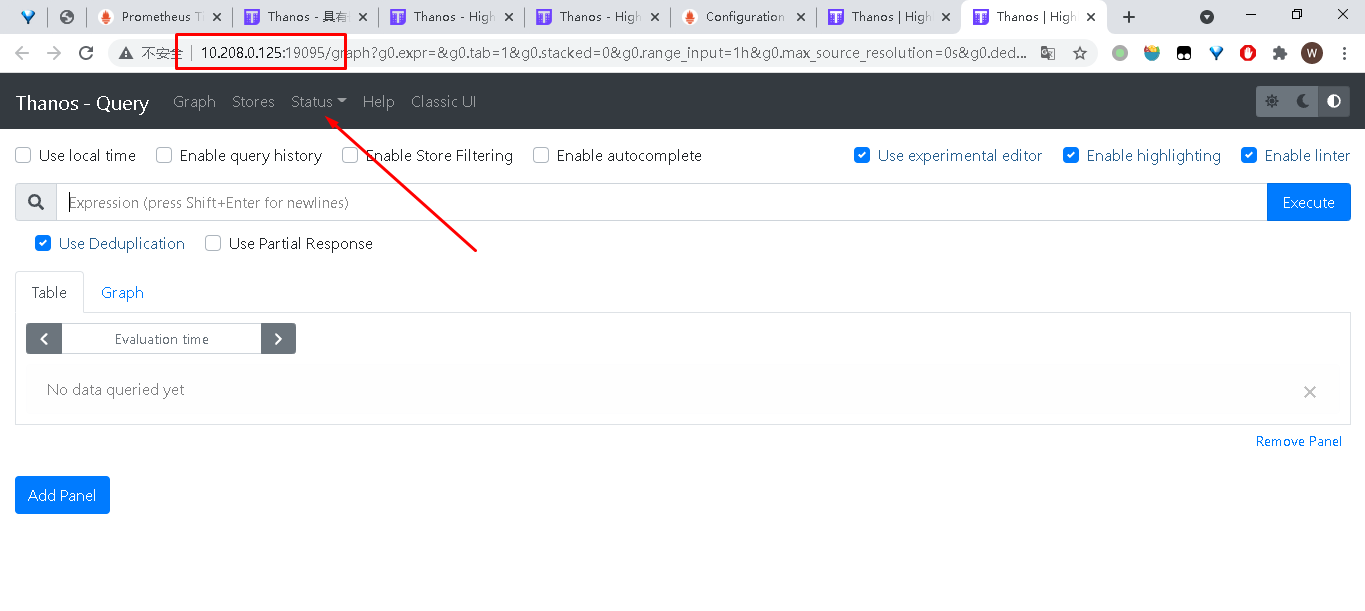 Prometheus Ti
Thanos - 具有
Thanos - High
Thanos - High
Configuration
Thanos | High
Thanos | High
不安全 | 10.208.0.125:19095/graph?g0.expr=&g0.tab=1&g0.stacked=0&g0.range_input=1h&g0.max_source_resolution=0s&g0.ded...
W
Thanos - Query Graph Stores Status Help Classic UI
Use local time Enable query history Enable Store Filtering Enable autocomplete Use experimental editor Enable highlighting Enable linter
Expression (press Shift+Enter for newlines) Execute
Use Deduplication Use Partial Response
Table Graph
Evaluation time
No data queried yet
Remove Panel
Add Panel